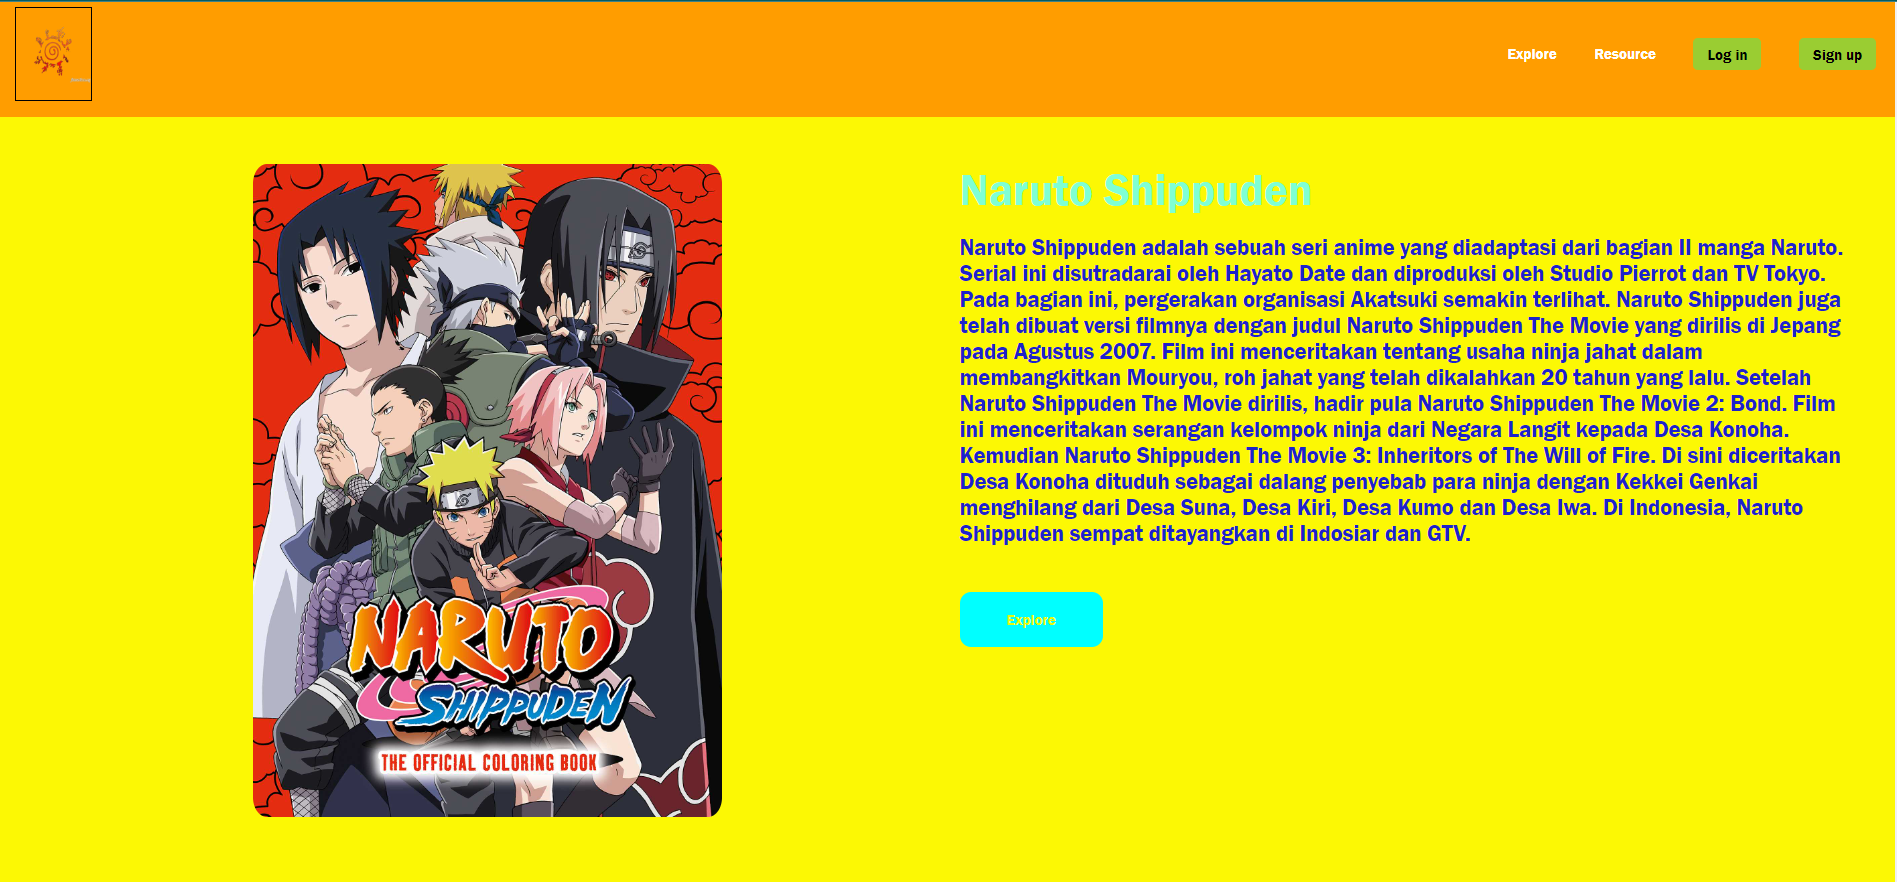 Explore Resource Log in Sign up
Naruto Shippuden
Naruto Shippuden adalah sebuah seri anime yang diadaptasi dari bagian II manga Naruto.
Serial ini disutradarai oleh Hayato Date dan diproduksi oleh Studio Pierrot dan TV Tokyo.
Pada bagian ini, pergerakan organisasi Akatsuki semakin terlihat. Naruto Shippuden juga
telah dibuat versi filmnya dengan judul Naruto Shippuden The Movie yang dirilis di Jepang
pada Agustus 2007. Film ini menceritakan tentang usaha ninja jahat dalam
membangkitkan Mouryou, roh jahat yang telah dikalahkan 20 tahun yang lalu. Setelah
Naruto Shippuden The Movie dirilis, hadir pula Naruto Shippuden The Movie 2: Bond. Film
ini menceritakan serangan kelompok ninja dari Negara Langit kepada Desa Konoha.
Kemudian Naruto Shippuden The Movie 3: Inheritors of The Will of Fire. Di sini diceritakan
Desa Konoha dituduh sebagai dalang penyebab para ninja dengan Kekkei Genkai
menghilang dari Desa Suna, Desa Kiri, Desa Kumo dan Desa Iwa. Di Indonesia, Naruto
Shippuden sempat ditayangkan di Indosiar dan GTV.
Explore
NARUTO
SHIPPUDEN
THE OFFICIAL COLORING BOOK